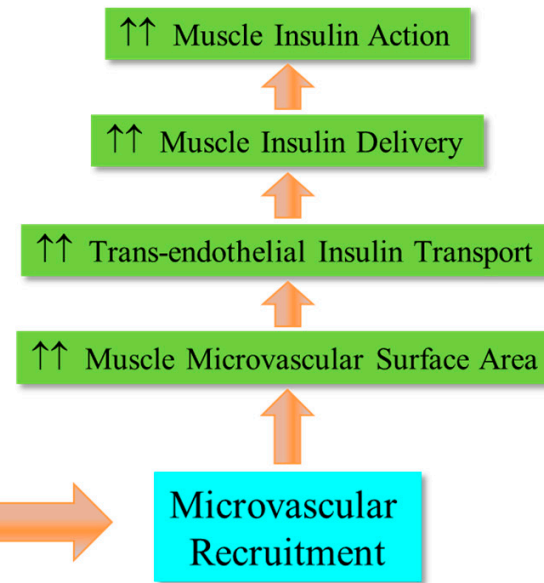 ↑↑ Muscle Insulin Action
↑↑ Muscle Insulin Delivery
↑↑ Trans-endothelial Insulin Transport
↑↑ Muscle Microvascular Surface Area
Microvascular
Recruitment